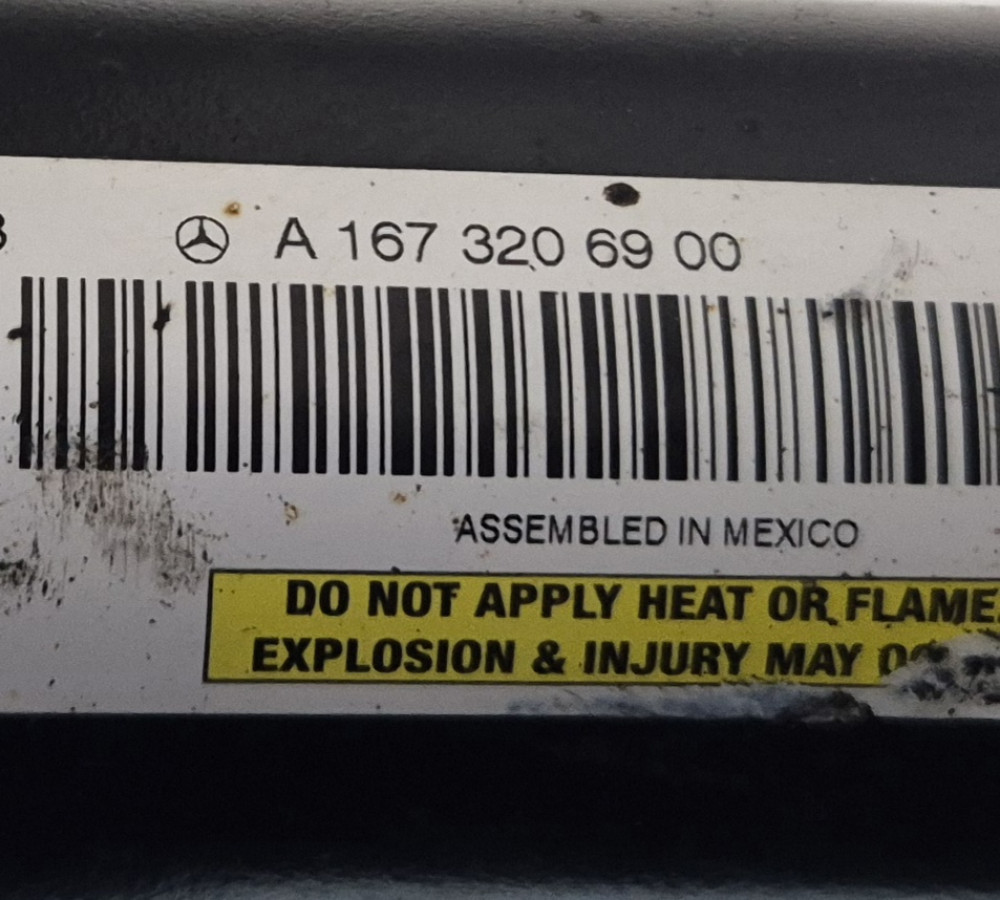 A 167 320 69 00
ASSEMBLED IN MEXICO
DO NOT APPLY HEAT OR FLAME.
EXPLOSION & INJURY MAY